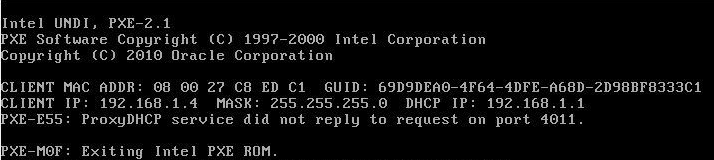 Intel UNDI, PXE-2.1
PXE Software Copyright (C) 1997-2000 Intel Corporation
Copyright (C) 2010 Oracle Corporation
CLIENT MAC ADDR: 08 00 27 C8 ED C1  GUID: 69D9DEA0-4F64-4DFE-A68D-2D98BF8333C1
CLIENT IP: 192.168.1.4  MASK: 255.255.255.0  DHCP IP: 192.168.1.1
PXE-E55: ProxyDHCP service did not reply to request on port 4011.
PXE-M0F: Exiting Intel PXE ROM.